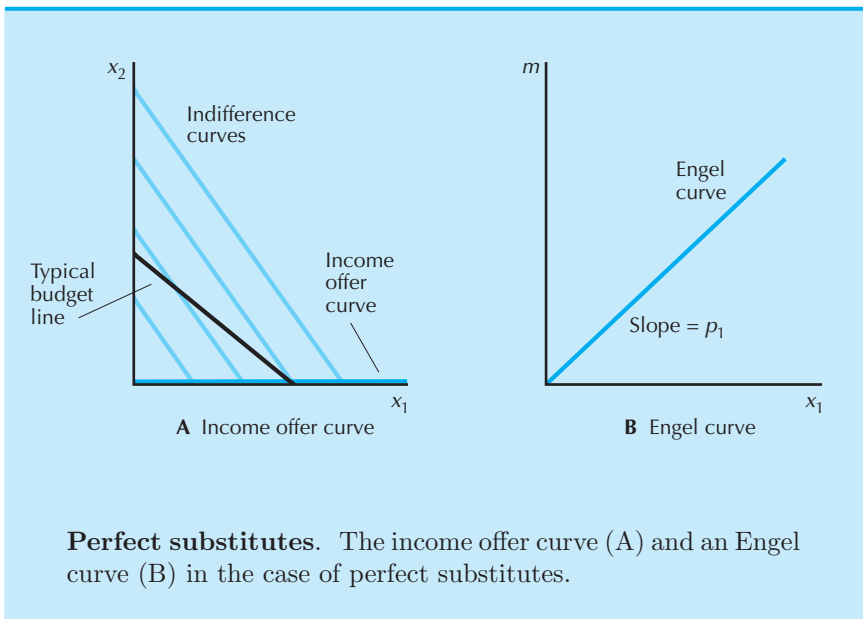 x2
Indifference
curves
Typical
budget
line
Income
offer
curve
x1
A Income offer curve
m
Engel
curve
Slope = p1
x1
B Engel curve
Perfect substitutes. The income offer curve (A) and an Engel
curve (B) in the case of perfect substitutes.